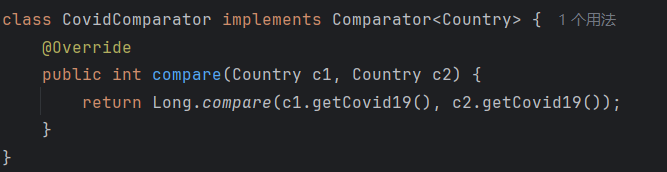 class CovidComparator implements Comparator<Country> { 1个用法
@Override
public int compare(Country c1, Country c2) {
return Long.compare(c1.getCovid19(), c2.getCovid19());
}
}